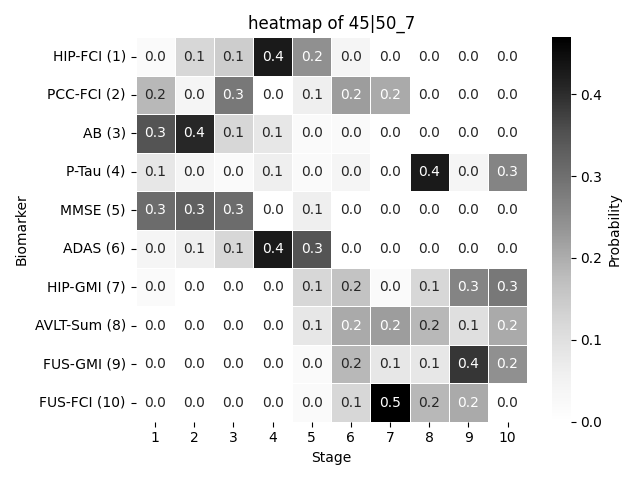 heatmap of 45|50_7
HIP-FCI (1) 0.0 0.1 0.1 0.4 0.2 0.0 0.0 0.0 0.0 0.0
PCC-FCI (2) 0.2 0.0 0.3 0.0 0.1 0.2 0.2 0.0 0.0 0.0
AB (3) 0.3 0.4 0.1 0.1 0.0 0.0 0.0 0.0 0.0 0.0
P-Tau (4) 0.1 0.0 0.0 0.1 0.0 0.0 0.0 0.4 0.0 0.3
MMSE (5) 0.3 0.3 0.3 0.0 0.1 0.0 0.0 0.0 0.0 0.0
ADAS (6) 0.0 0.1 0.1 0.4 0.3 0.0 0.0 0.0 0.0 0.0
HIP-GMI (7) 0.0 0.0 0.0 0.0 0.1 0.2 0.0 0.1 0.3 0.3
AVLT-Sum (8) 0.0 0.0 0.0 0.0 0.1 0.2 0.2 0.2 0.1 0.2
FUS-GMI (9) 0.0 0.0 0.0 0.0 0.0 0.2 0.1 0.1 0.4 0.2
FUS-FCI (10) 0.0 0.0 0.0 0.0 0.0 0.1 0.5 0.2 0.2 0.0
1 2 3 4 5 6 7 8 9 10
Stage
Biomarker
0.4
0.3
0.2
0.1
0.0
Probability